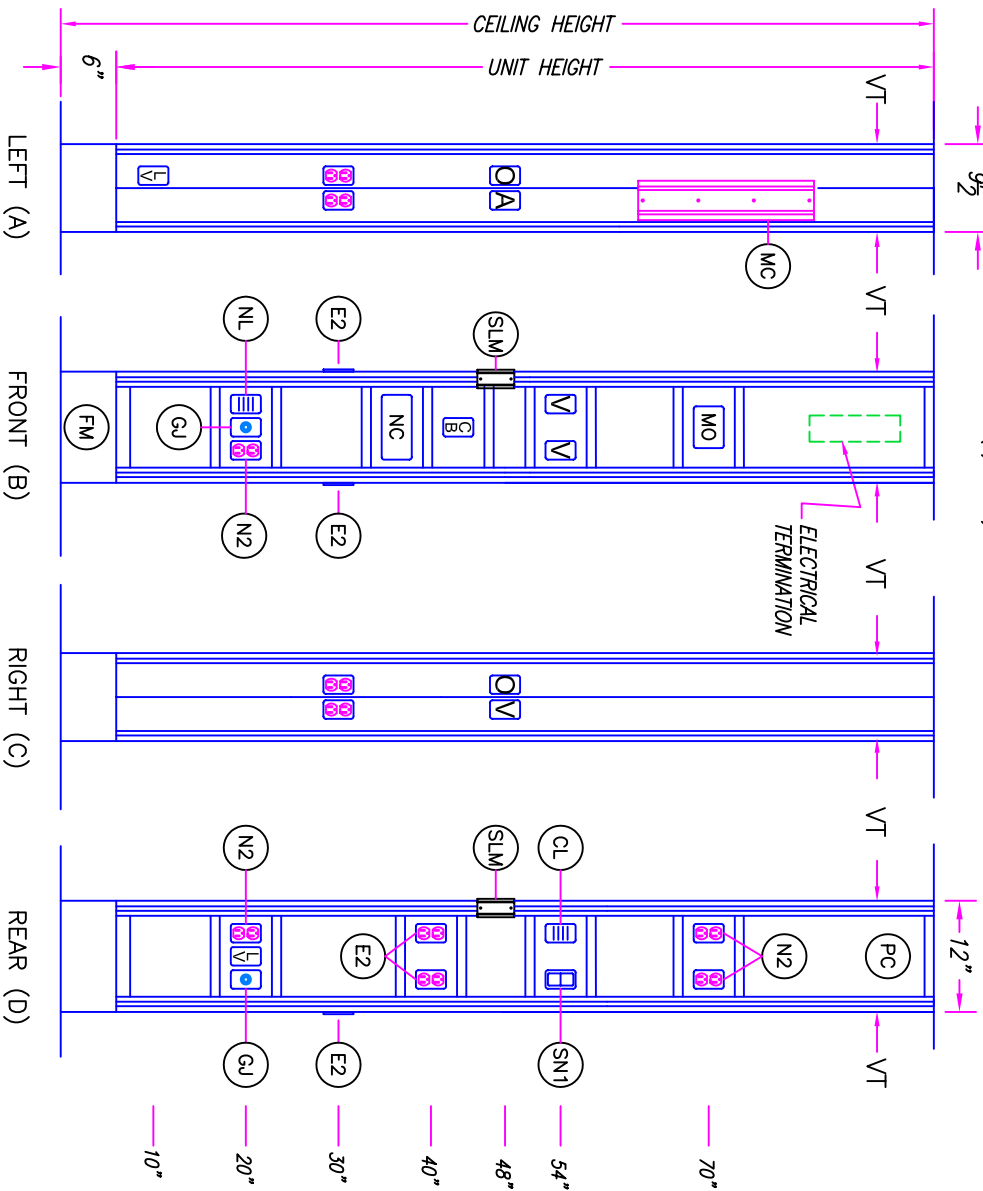 CEILING HEIGHT
UNIT HEIGHT
6"
VT
VT
VT
VT
VT
12"
LEFT (A)
L V
O
A
MC
FRONT (B)
FM
NL
GJ
N2
E2
E2
NC
C B
SLM
V
V
MO
ELECTRICAL
TERMINATION
RIGHT (C)
O
V
REAR (D)
N2
L V
GJ
E2
E2
SLM
CL
SN1
N2
PC
10"
20"
30"
40"
48"
54"
70"